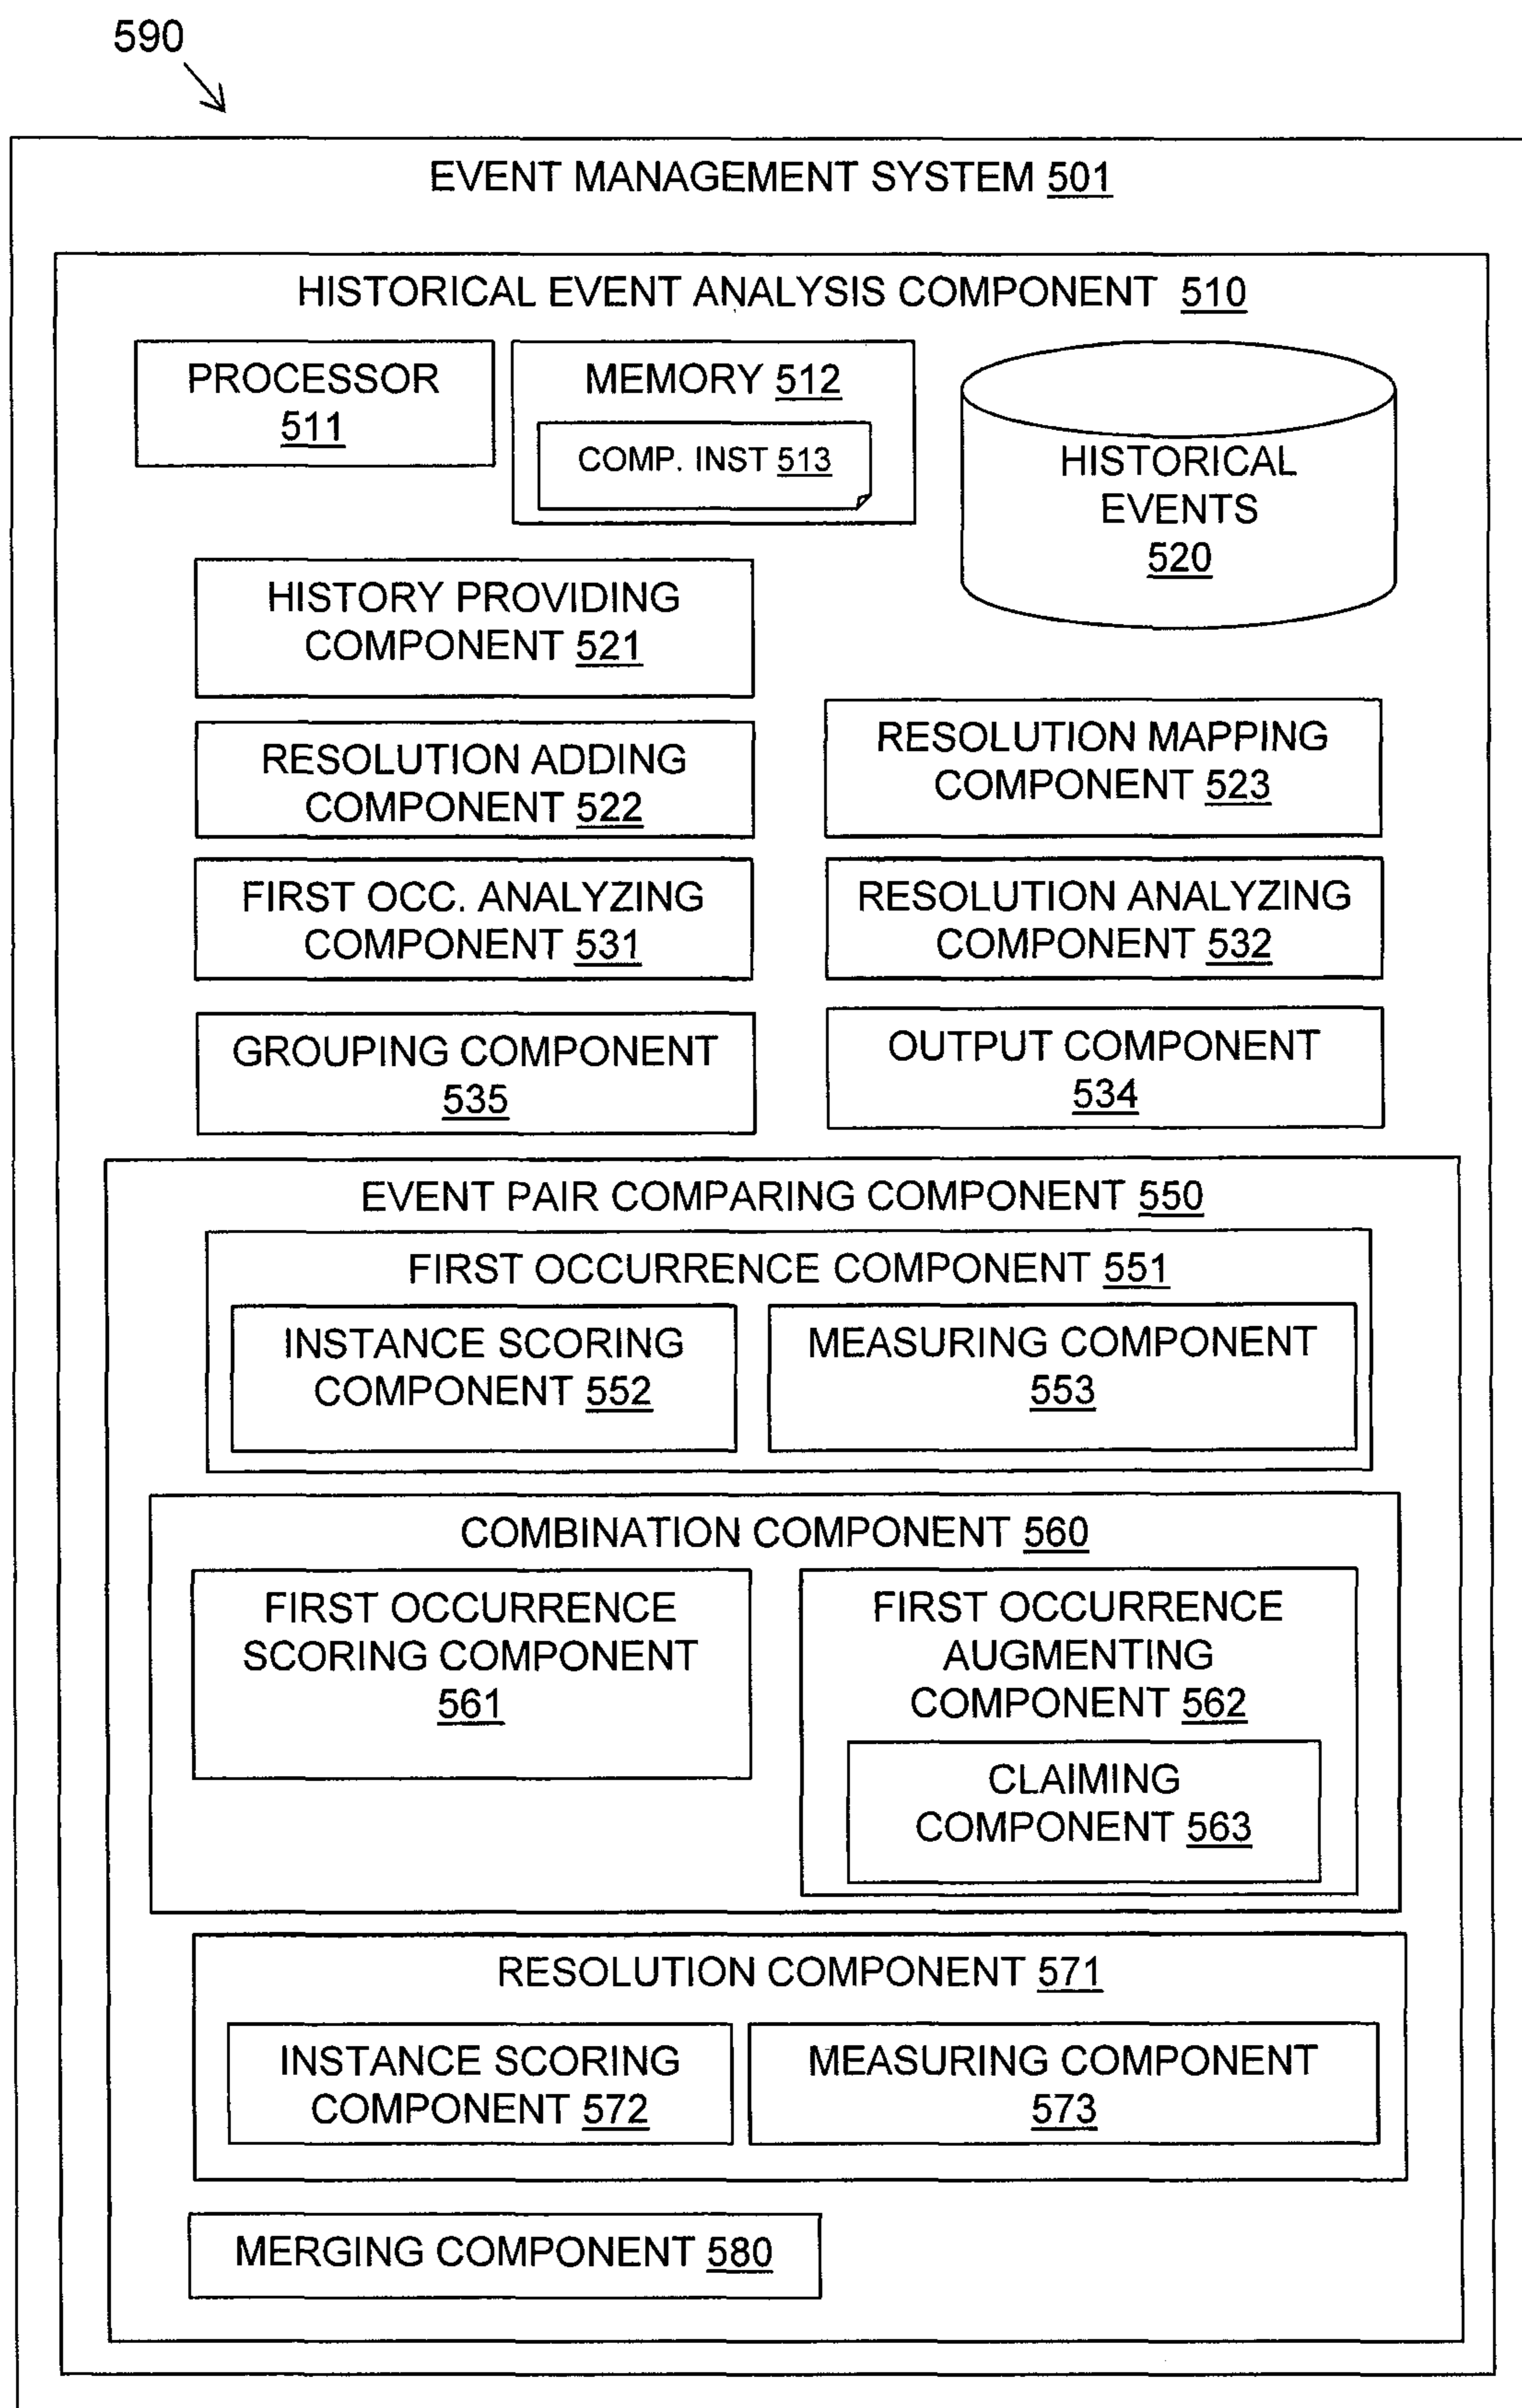 590
EVENT MANAGEMENT SYSTEM 501
HISTORICAL EVENT ANALYSIS COMPONENT 510
PROCESSOR
511
MEMORY 512
COMP. INST 513
HISTORICAL
EVENTS
520
HISTORY PROVIDING
COMPONENT 521
RESOLUTION ADDING
COMPONENT 522
RESOLUTION MAPPING
COMPONENT 523
FIRST OCC. ANALYZING
COMPONENT 531
RESOLUTION ANALYZING
COMPONENT 532
GROUPING COMPONENT
535
OUTPUT COMPONENT
534
EVENT PAIR COMPARING COMPONENT 550
FIRST OCCURRENCE COMPONENT 551
INSTANCE SCORING
COMPONENT 552
MEASURING COMPONENT
553
COMBINATION COMPONENT 560
FIRST OCCURRENCE
SCORING COMPONENT
561
FIRST OCCURRENCE
AUGMENTING
COMPONENT 562
CLAIMING
COMPONENT 563
RESOLUTION COMPONENT 571
INSTANCE SCORING
COMPONENT 572
MEASURING COMPONENT
573
MERGING COMPONENT 580